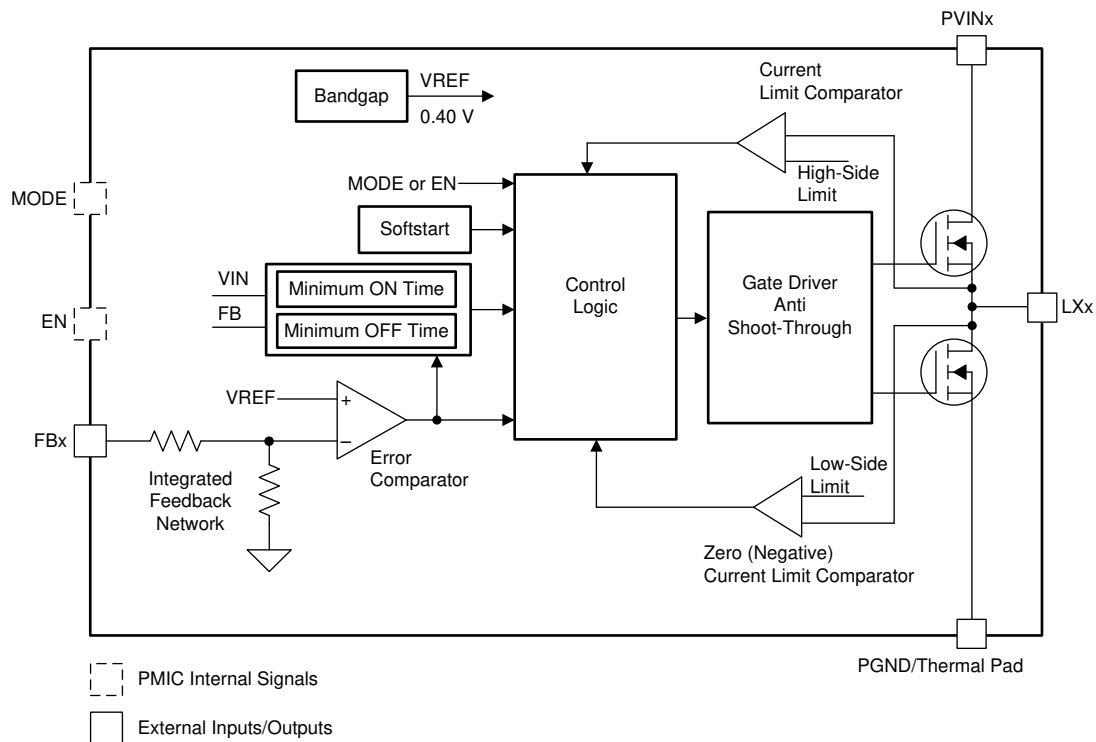 PVINx
Current
Limit Comparator
Bandgap
VREF
0.40 V
High-Side
Limit
MODE
MODE or EN
Softstart
VIN
FB
Minimum ON Time
Minimum OFF Time
Control
Logic
Gate Driver
Anti
Shoot-Through
LXx
EN
VREF
+
−
Error
Comparator
FBx
Integrated
Feedback
Network
Low-Side
Limit
Zero (Negative)
Current Limit Comparator
PGND/Thermal Pad
PMIC Internal Signals
External Inputs/Outputs